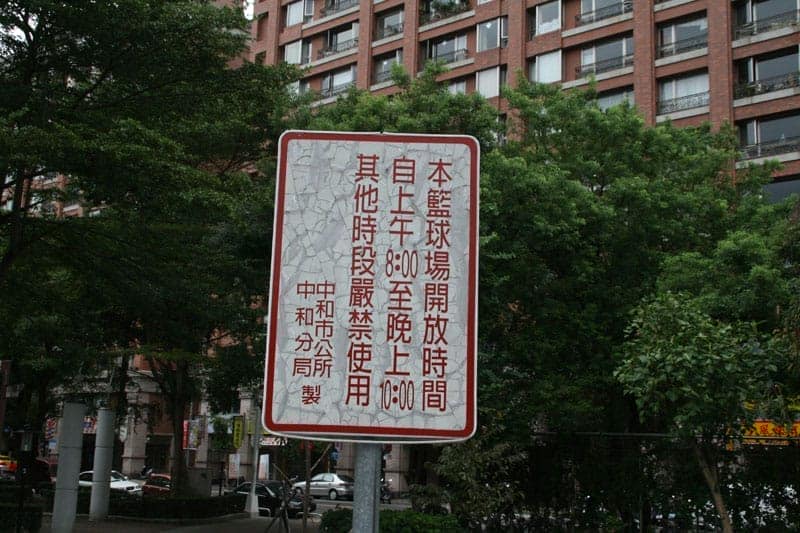 本籃球場開放時間
自上午8:00至晚上10:00
其他時段嚴禁使用
中和市公所
中和分局 製